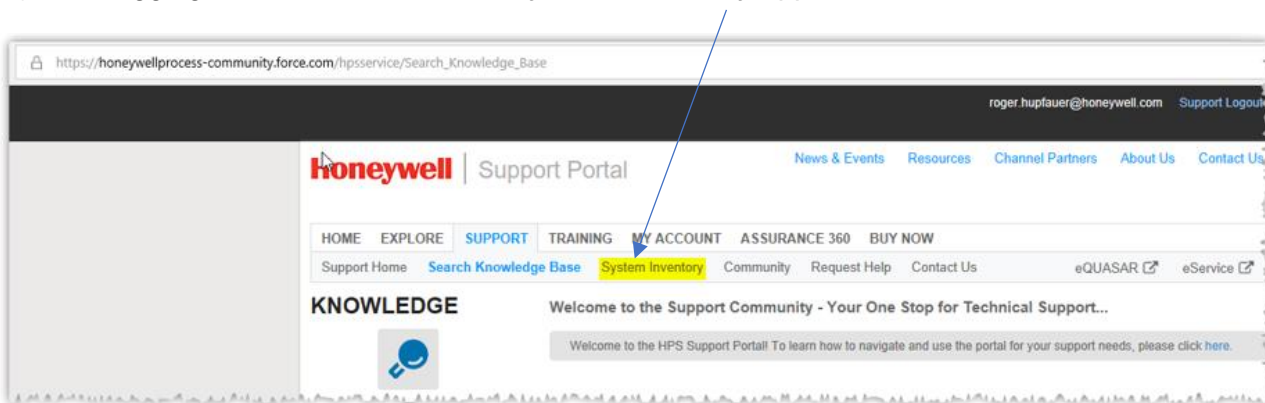 https://honeywellprocess-community.force.com/hpsservice/Search_Knowledge_Base
roger.hupfauer@honeywell.com Support Logout
Honeywell | Support Portal
News & Events Resources Channel Partners About Us Contact Us
HOME EXPLORE SUPPORT TRAINING MY ACCOUNT ASSURANCE 360 BUY NOW
Support Home Search Knowledge Base System Inventory Community Request Help Contact Us eQUASAR eService
KNOWLEDGE
Welcome to the Support Community - Your One Stop for Technical Support...
Welcome to the HPS Support Portal! To learn how to navigate and use the portal for your support needs, please click here.